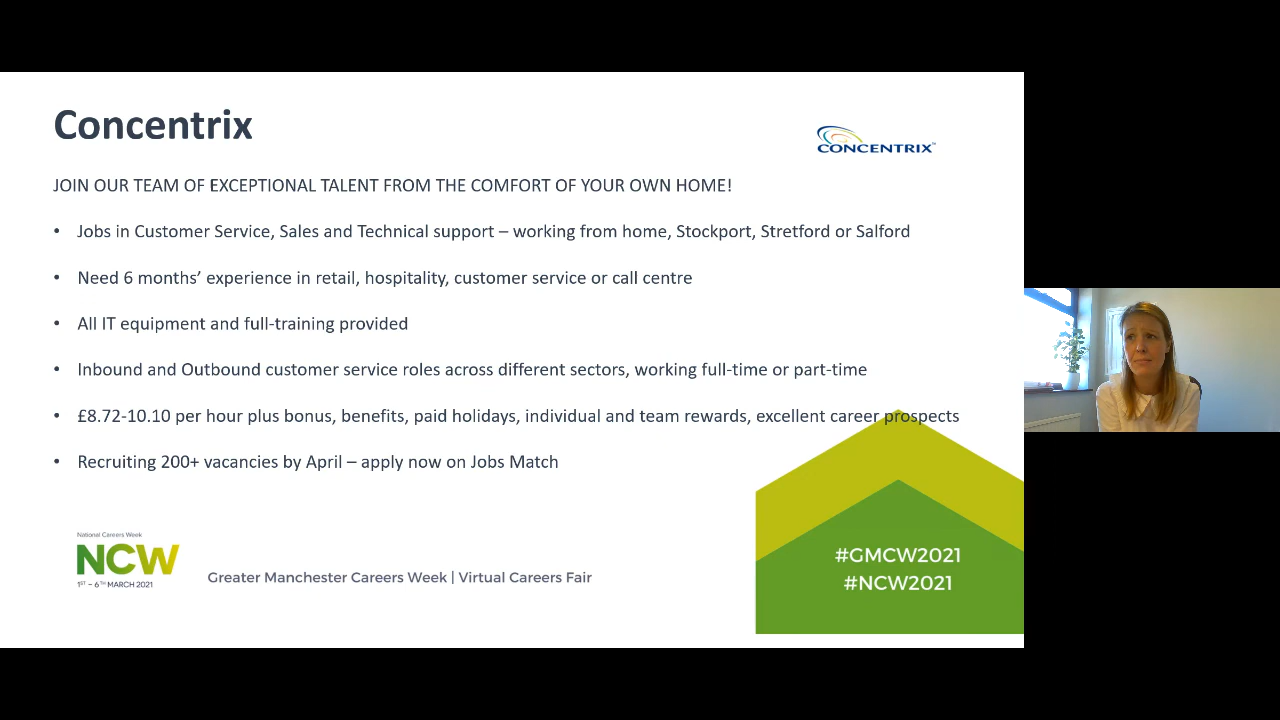 Concentrix
CONCENTRIX
JOIN OUR TEAM OF EXCEPTIONAL TALENT FROM THE COMFORT OF YOUR OWN HOME!
• Jobs in Customer Service, Sales and Technical support – working from home, Stockport, Stretford or Salford
• Need 6 months’ experience in retail, hospitality, customer service or call centre
• All IT equipment and full-training provided
• Inbound and Outbound customer service roles across different sectors, working full-time or part-time
• £8.72-10.10 per hour plus bonus, benefits, paid holidays, individual and team rewards, excellent career prospects
• Recruiting 200+ vacancies by April – apply now on Jobs Match
National Careers Week
NCW
1ST – 6TH MARCH 2021
Greater Manchester Careers Week | Virtual Careers Fair
#GMCW2021
#NCW2021